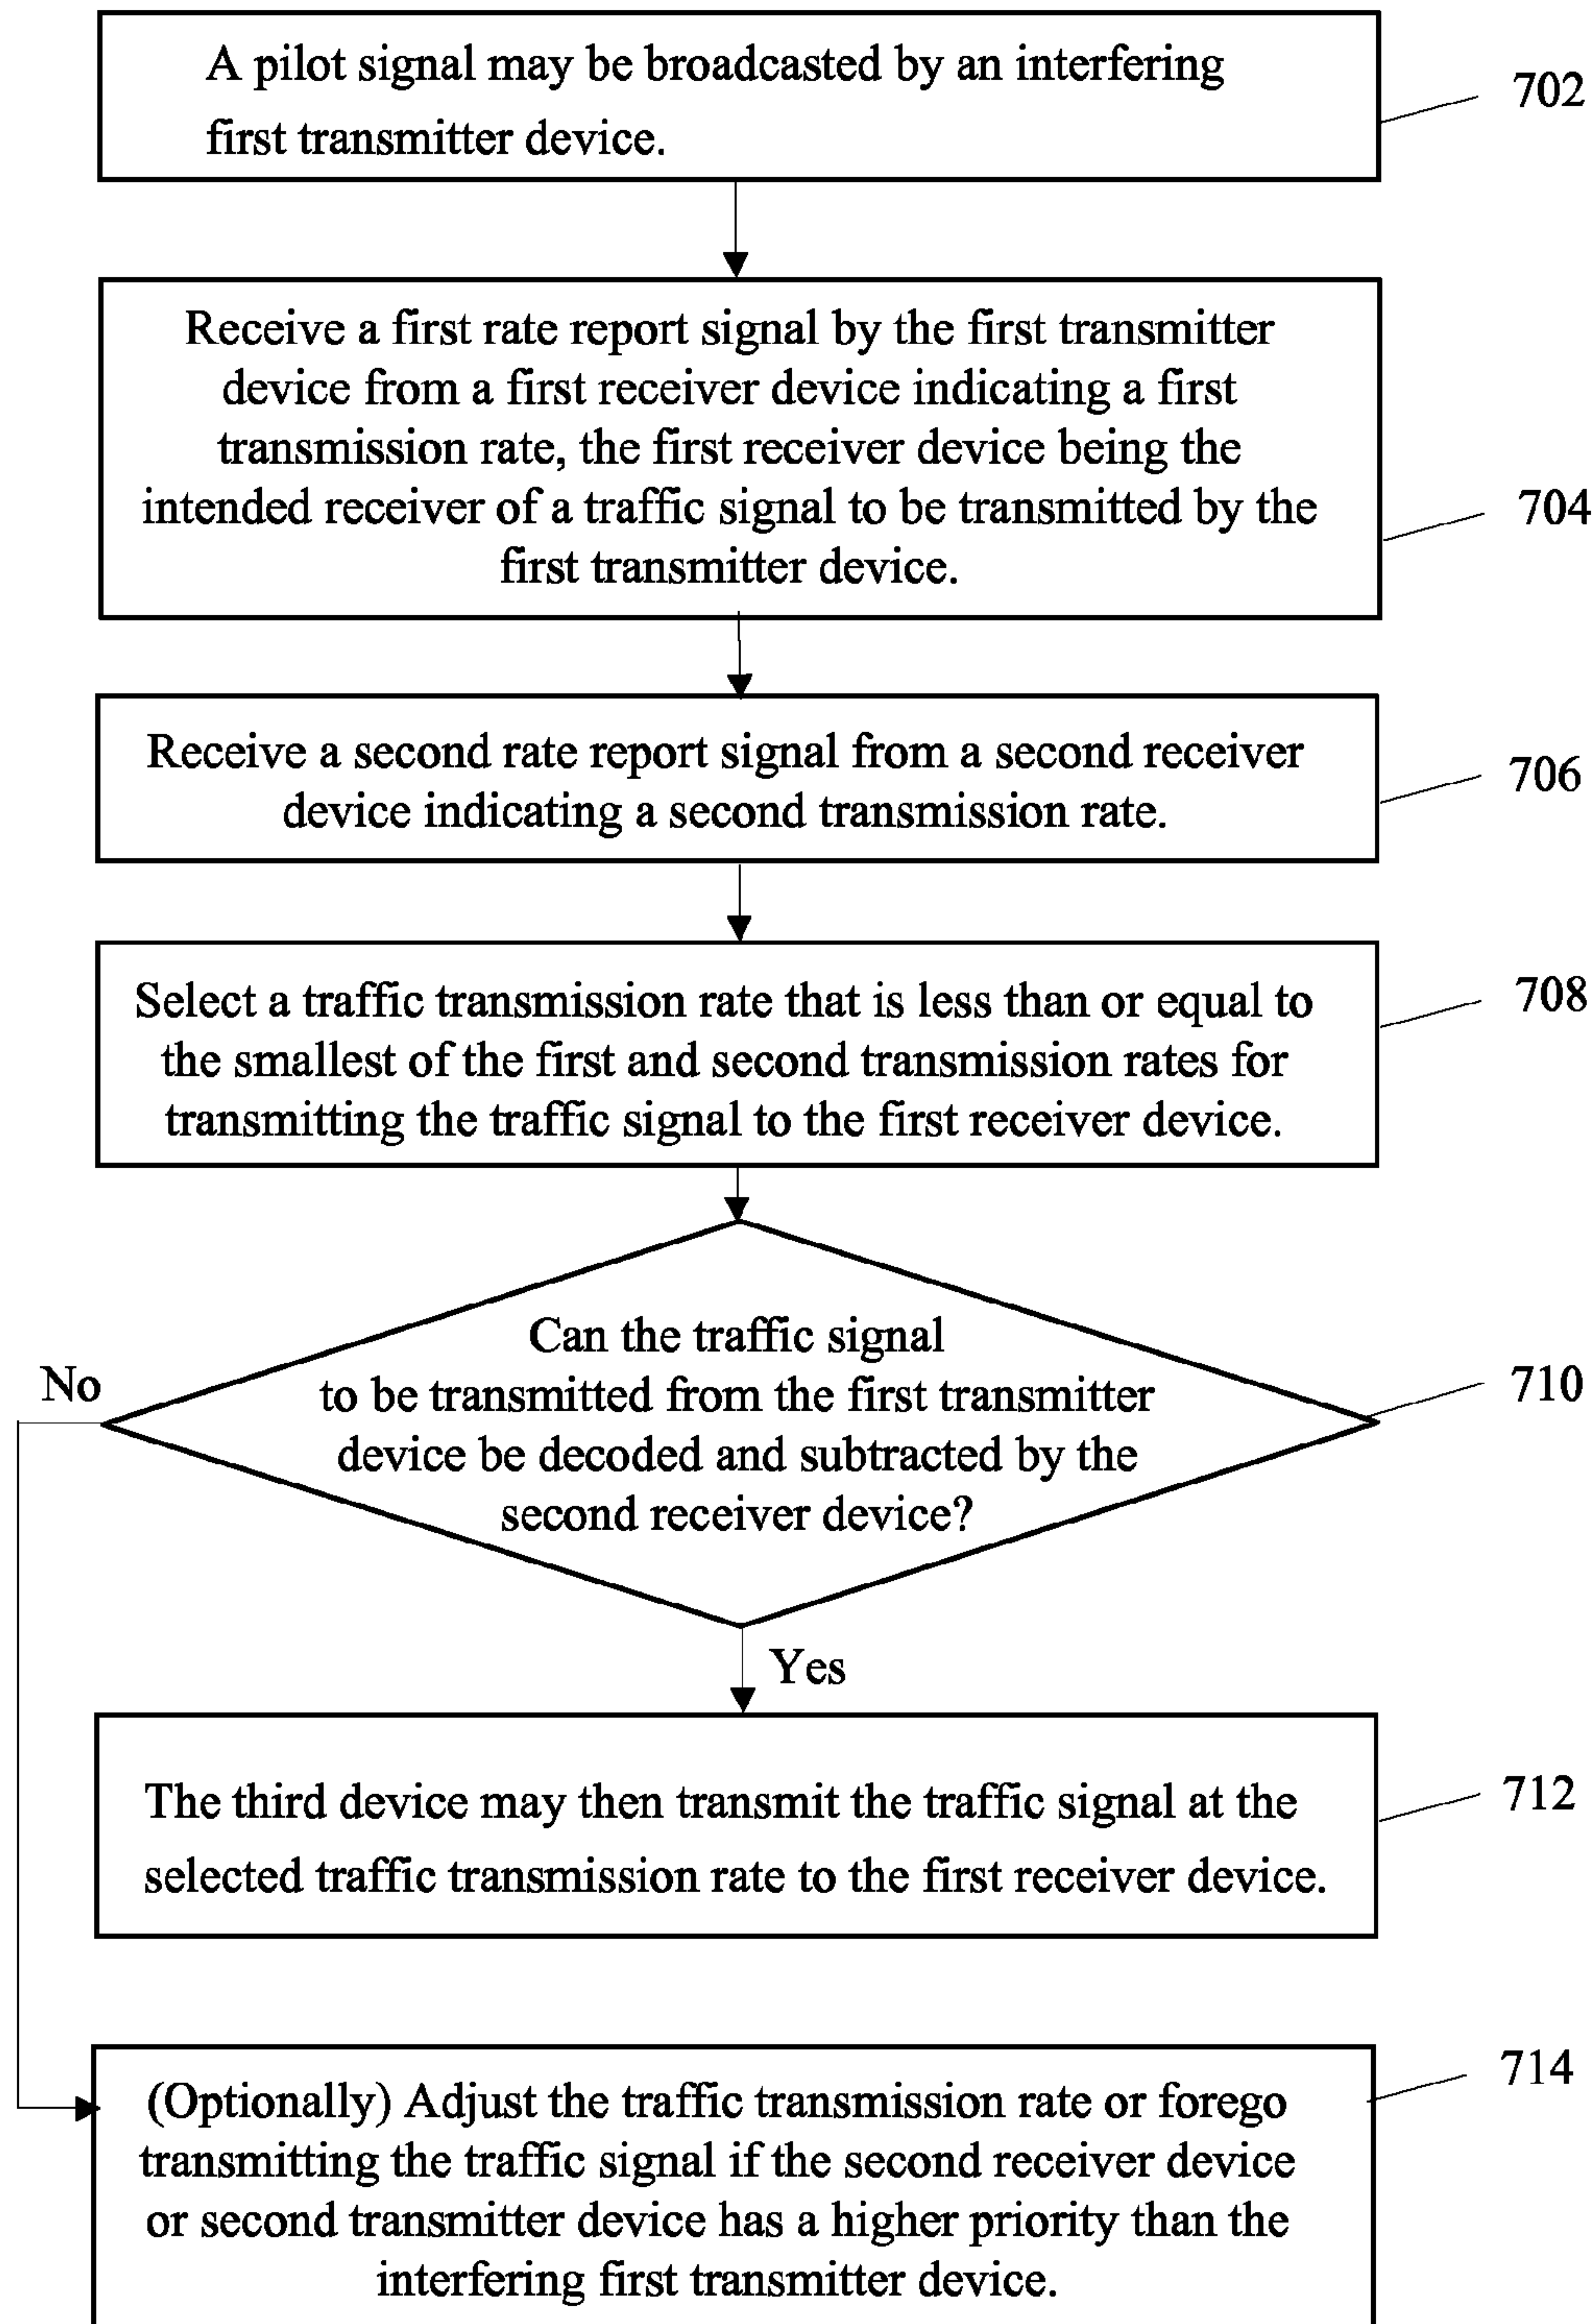 A pilot signal may be broadcasted by an interfering
first transmitter device.
702
Receive a first rate report signal by the first transmitter
device from a first receiver device indicating a first
transmission rate, the first receiver device being the
intended receiver of a traffic signal to be transmitted by the
first transmitter device.
704
Receive a second rate report signal from a second receiver
device indicating a second transmission rate.
706
Select a traffic transmission rate that is less than or equal to
the smallest of the first and second transmission rates for
transmitting the traffic signal to the first receiver device.
708
Can the traffic signal
to be transmitted from the first transmitter
device be decoded and subtracted by the
second receiver device?
710
No
Yes
The third device may then transmit the traffic signal at the
selected traffic transmission rate to the first receiver device.
712
(Optionally) Adjust the traffic transmission rate or forego
transmitting the traffic signal if the second receiver device
or second transmitter device has a higher priority than the
interfering first transmitter device.
714